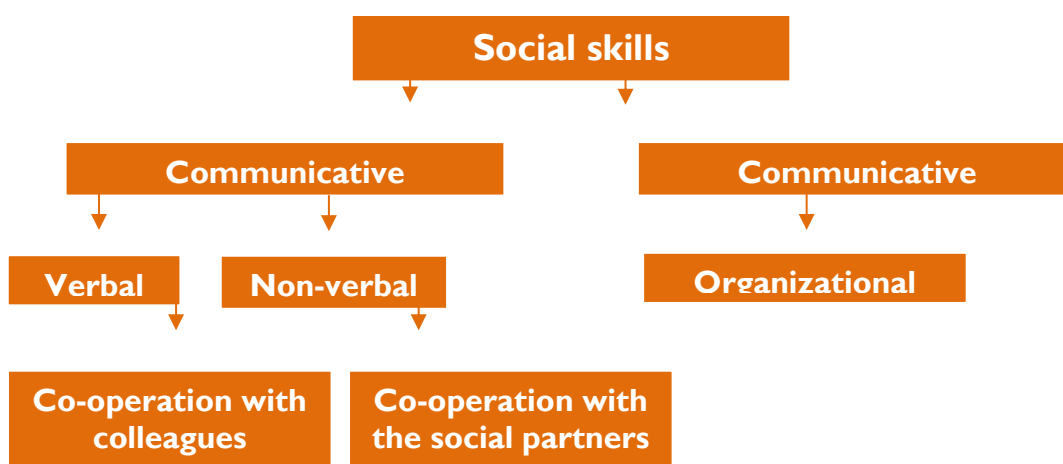 Social skills
Communicative
Communicative
Verbal
Non-verbal
Organizational
Co-operation with
colleagues
Co-operation with
the social partners